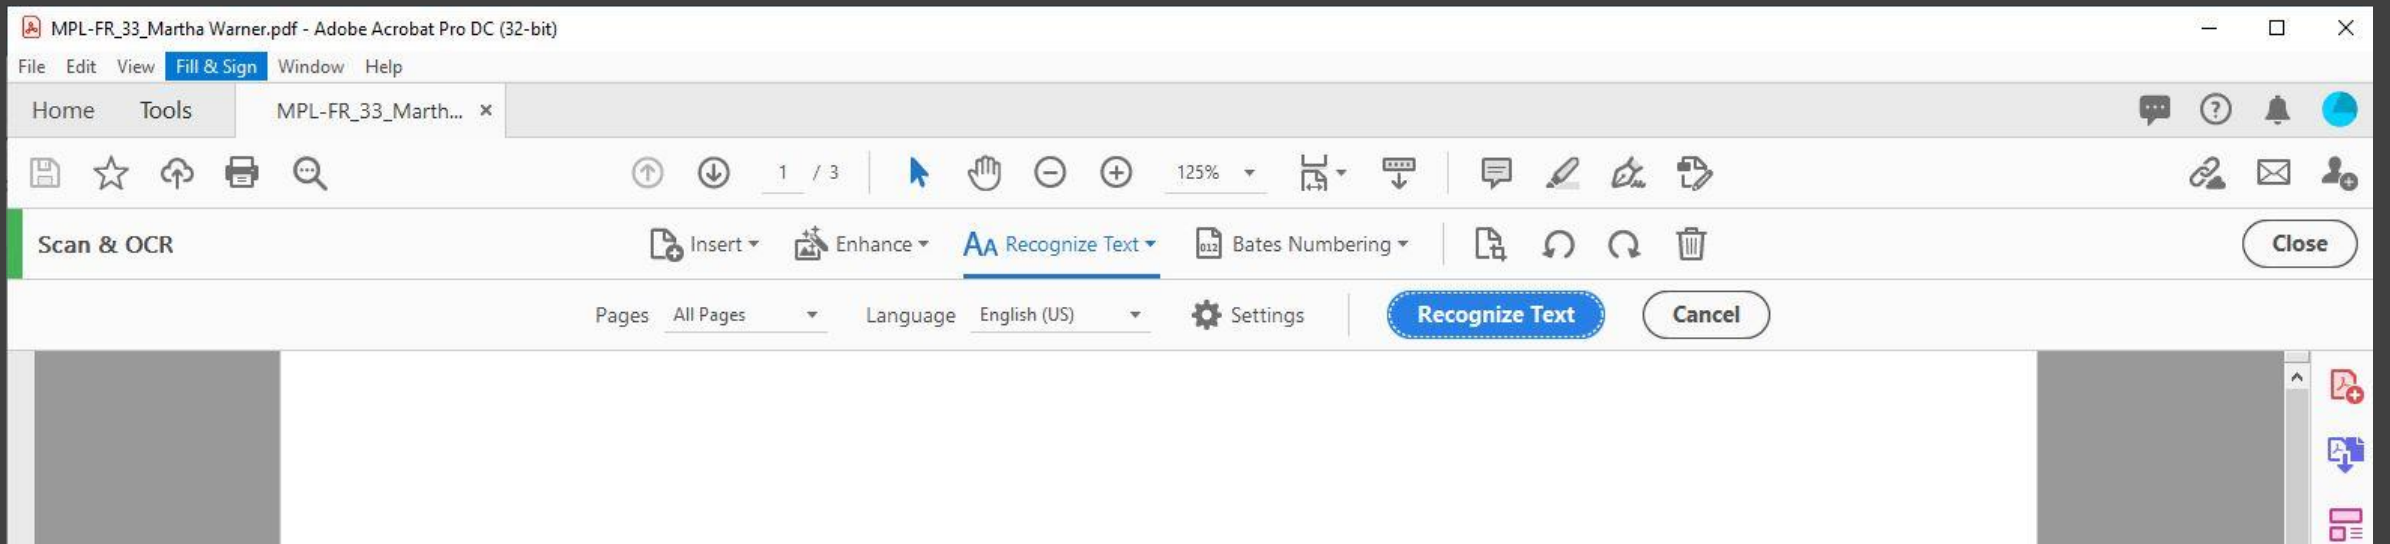 MPL-FR_33_Martha Warner.pdf - Adobe Acrobat Pro DC (32-bit)
File Edit View Fill & Sign Window Help
Home Tools MPL-FR_33_Marth... ×
1 / 3 125%
Scan & OCR Insert Enhance AA Recognize Text 012 Bates Numbering Close
Pages All Pages Language English (US) Settings Recognize Text Cancel